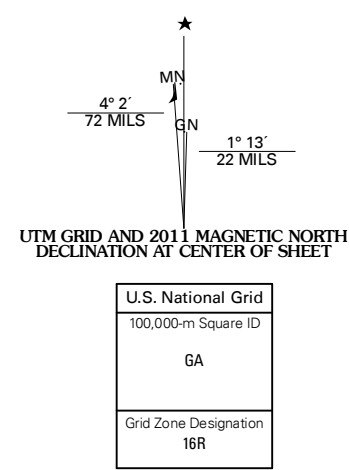 ★
MN
4° 2´
72 MILS
GN
1° 13´
22 MILS
UTM GRID AND 2011 MAGNETIC NORTH
DECLINATION AT CENTER OF SHEET
U.S. National Grid
100,000-m Square ID
GA
Grid Zone Designation
16R